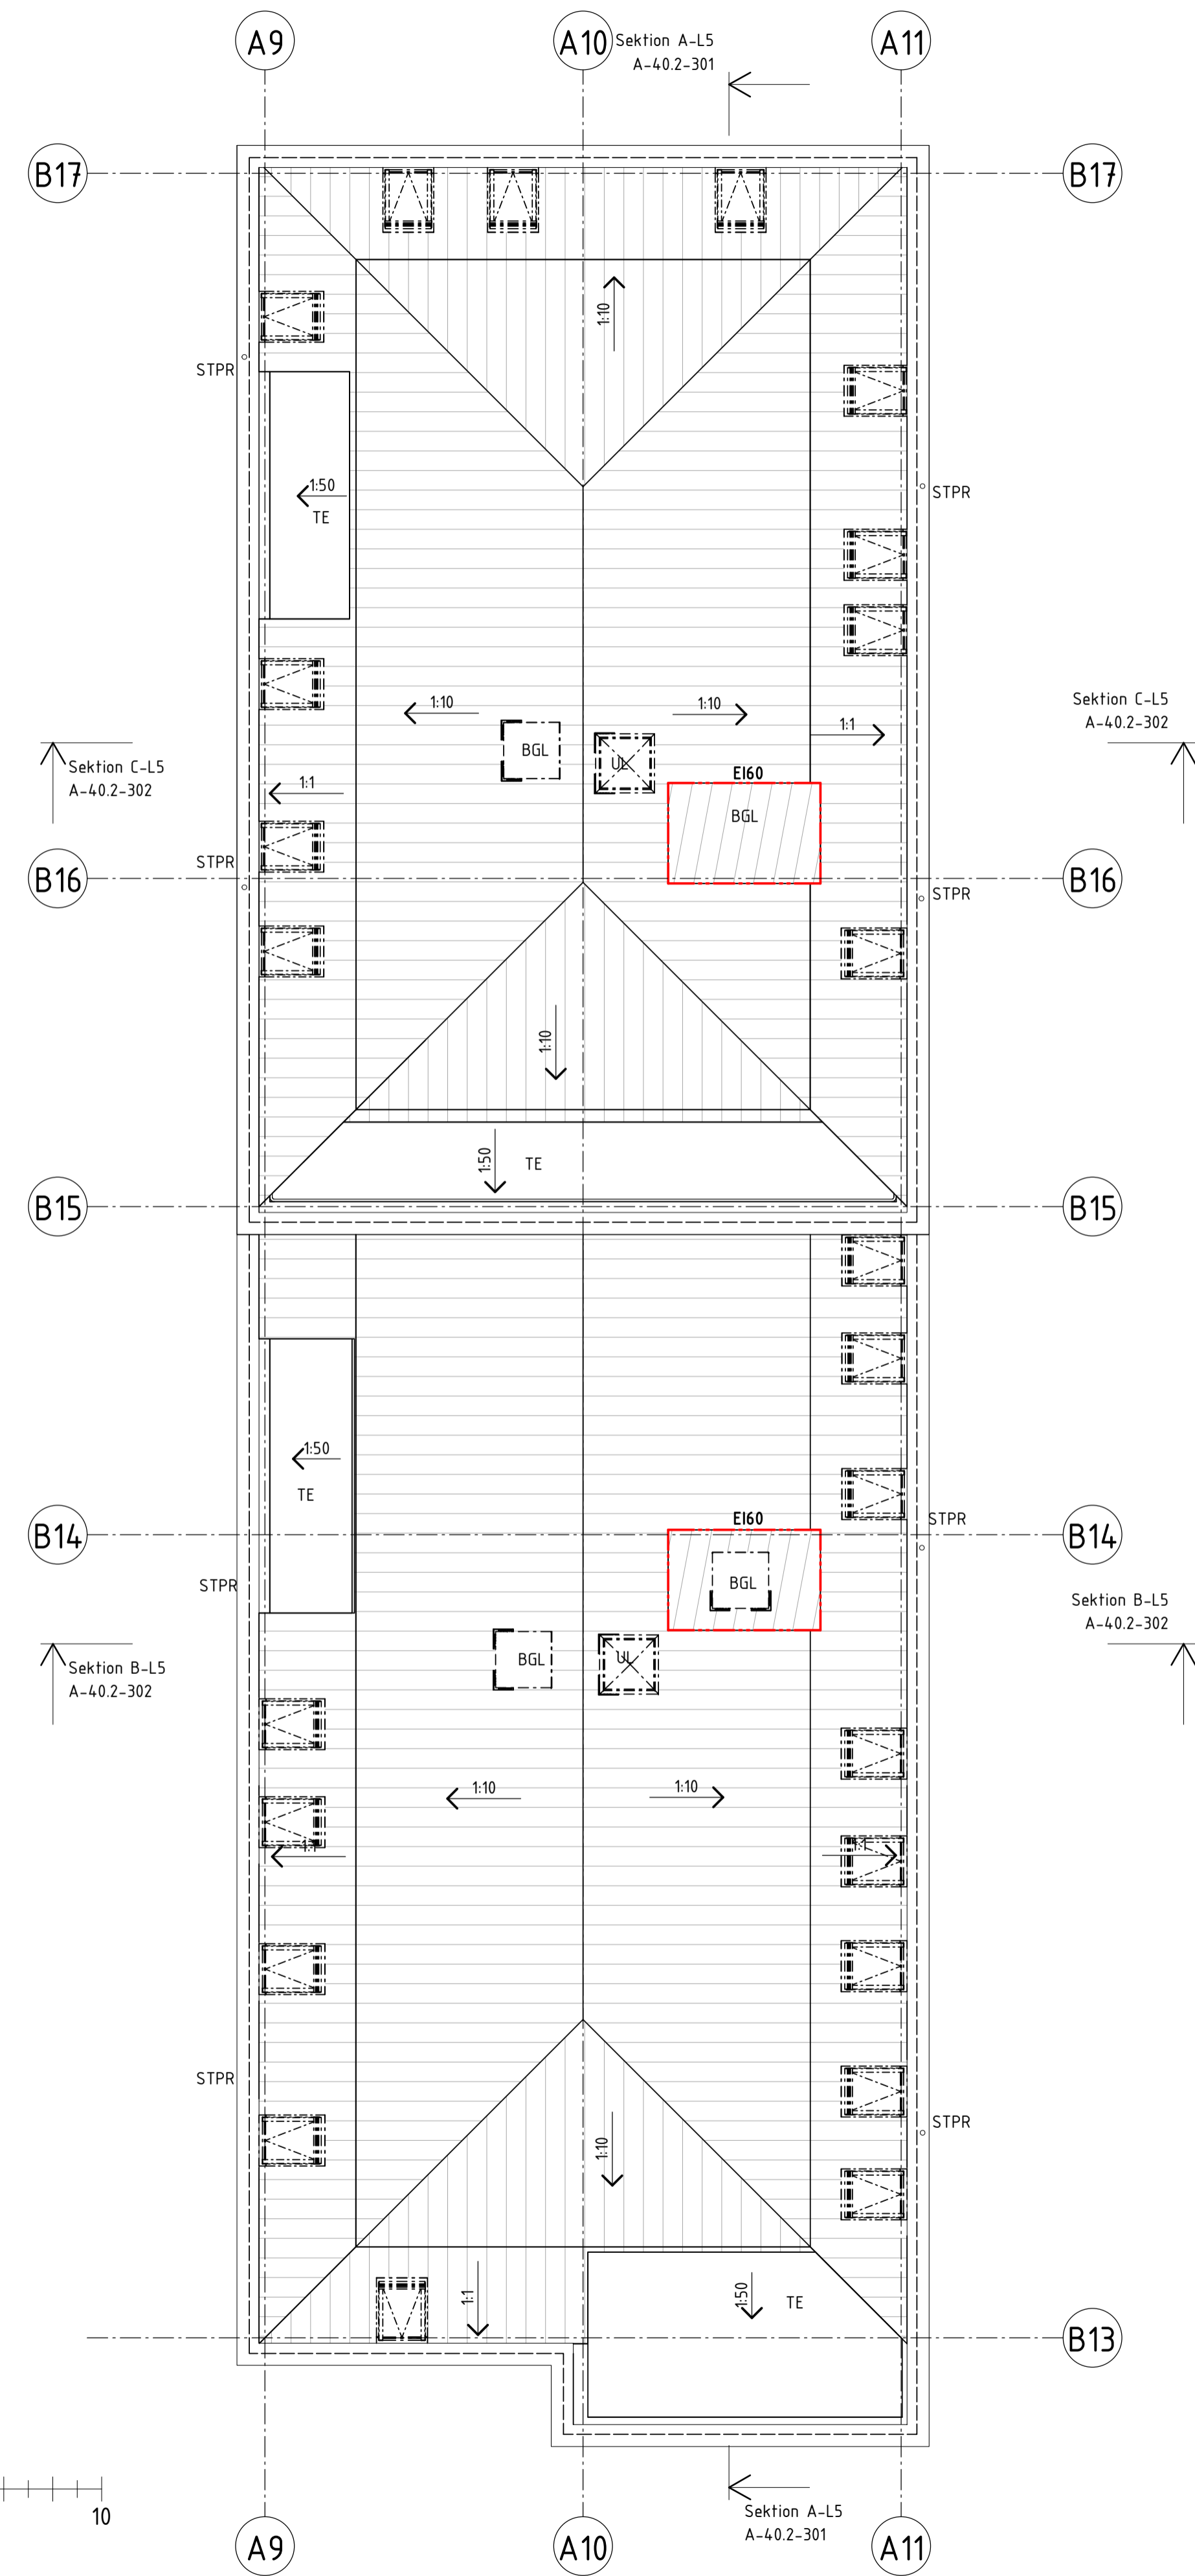 A9
A10
A11
Sektion A-L5
A-40.2-301
B17
B17
1:10
STPR
1:50
TE
STPR
1:10
1:10
1:1
Sektion C-L5
A-40.2-302
BGL
UL
Sektion C-L5
A-40.2-302
1:1
EI60
BGL
STPR
B16
B16
STPR
1:10
1:50
TE
B15
B15
1:50
TE
EI60
STPR
B14
B14
BGL
STPR
Sektion B-L5
A-40.2-302
BGL
UL
Sektion B-L5
A-40.2-302
1:10
1:10
1:1
1:1
STPR
STPR
1:10
1:1
1:50
TE
B13
10
Sektion A-L5
A-40.2-301
A9
A10
A11